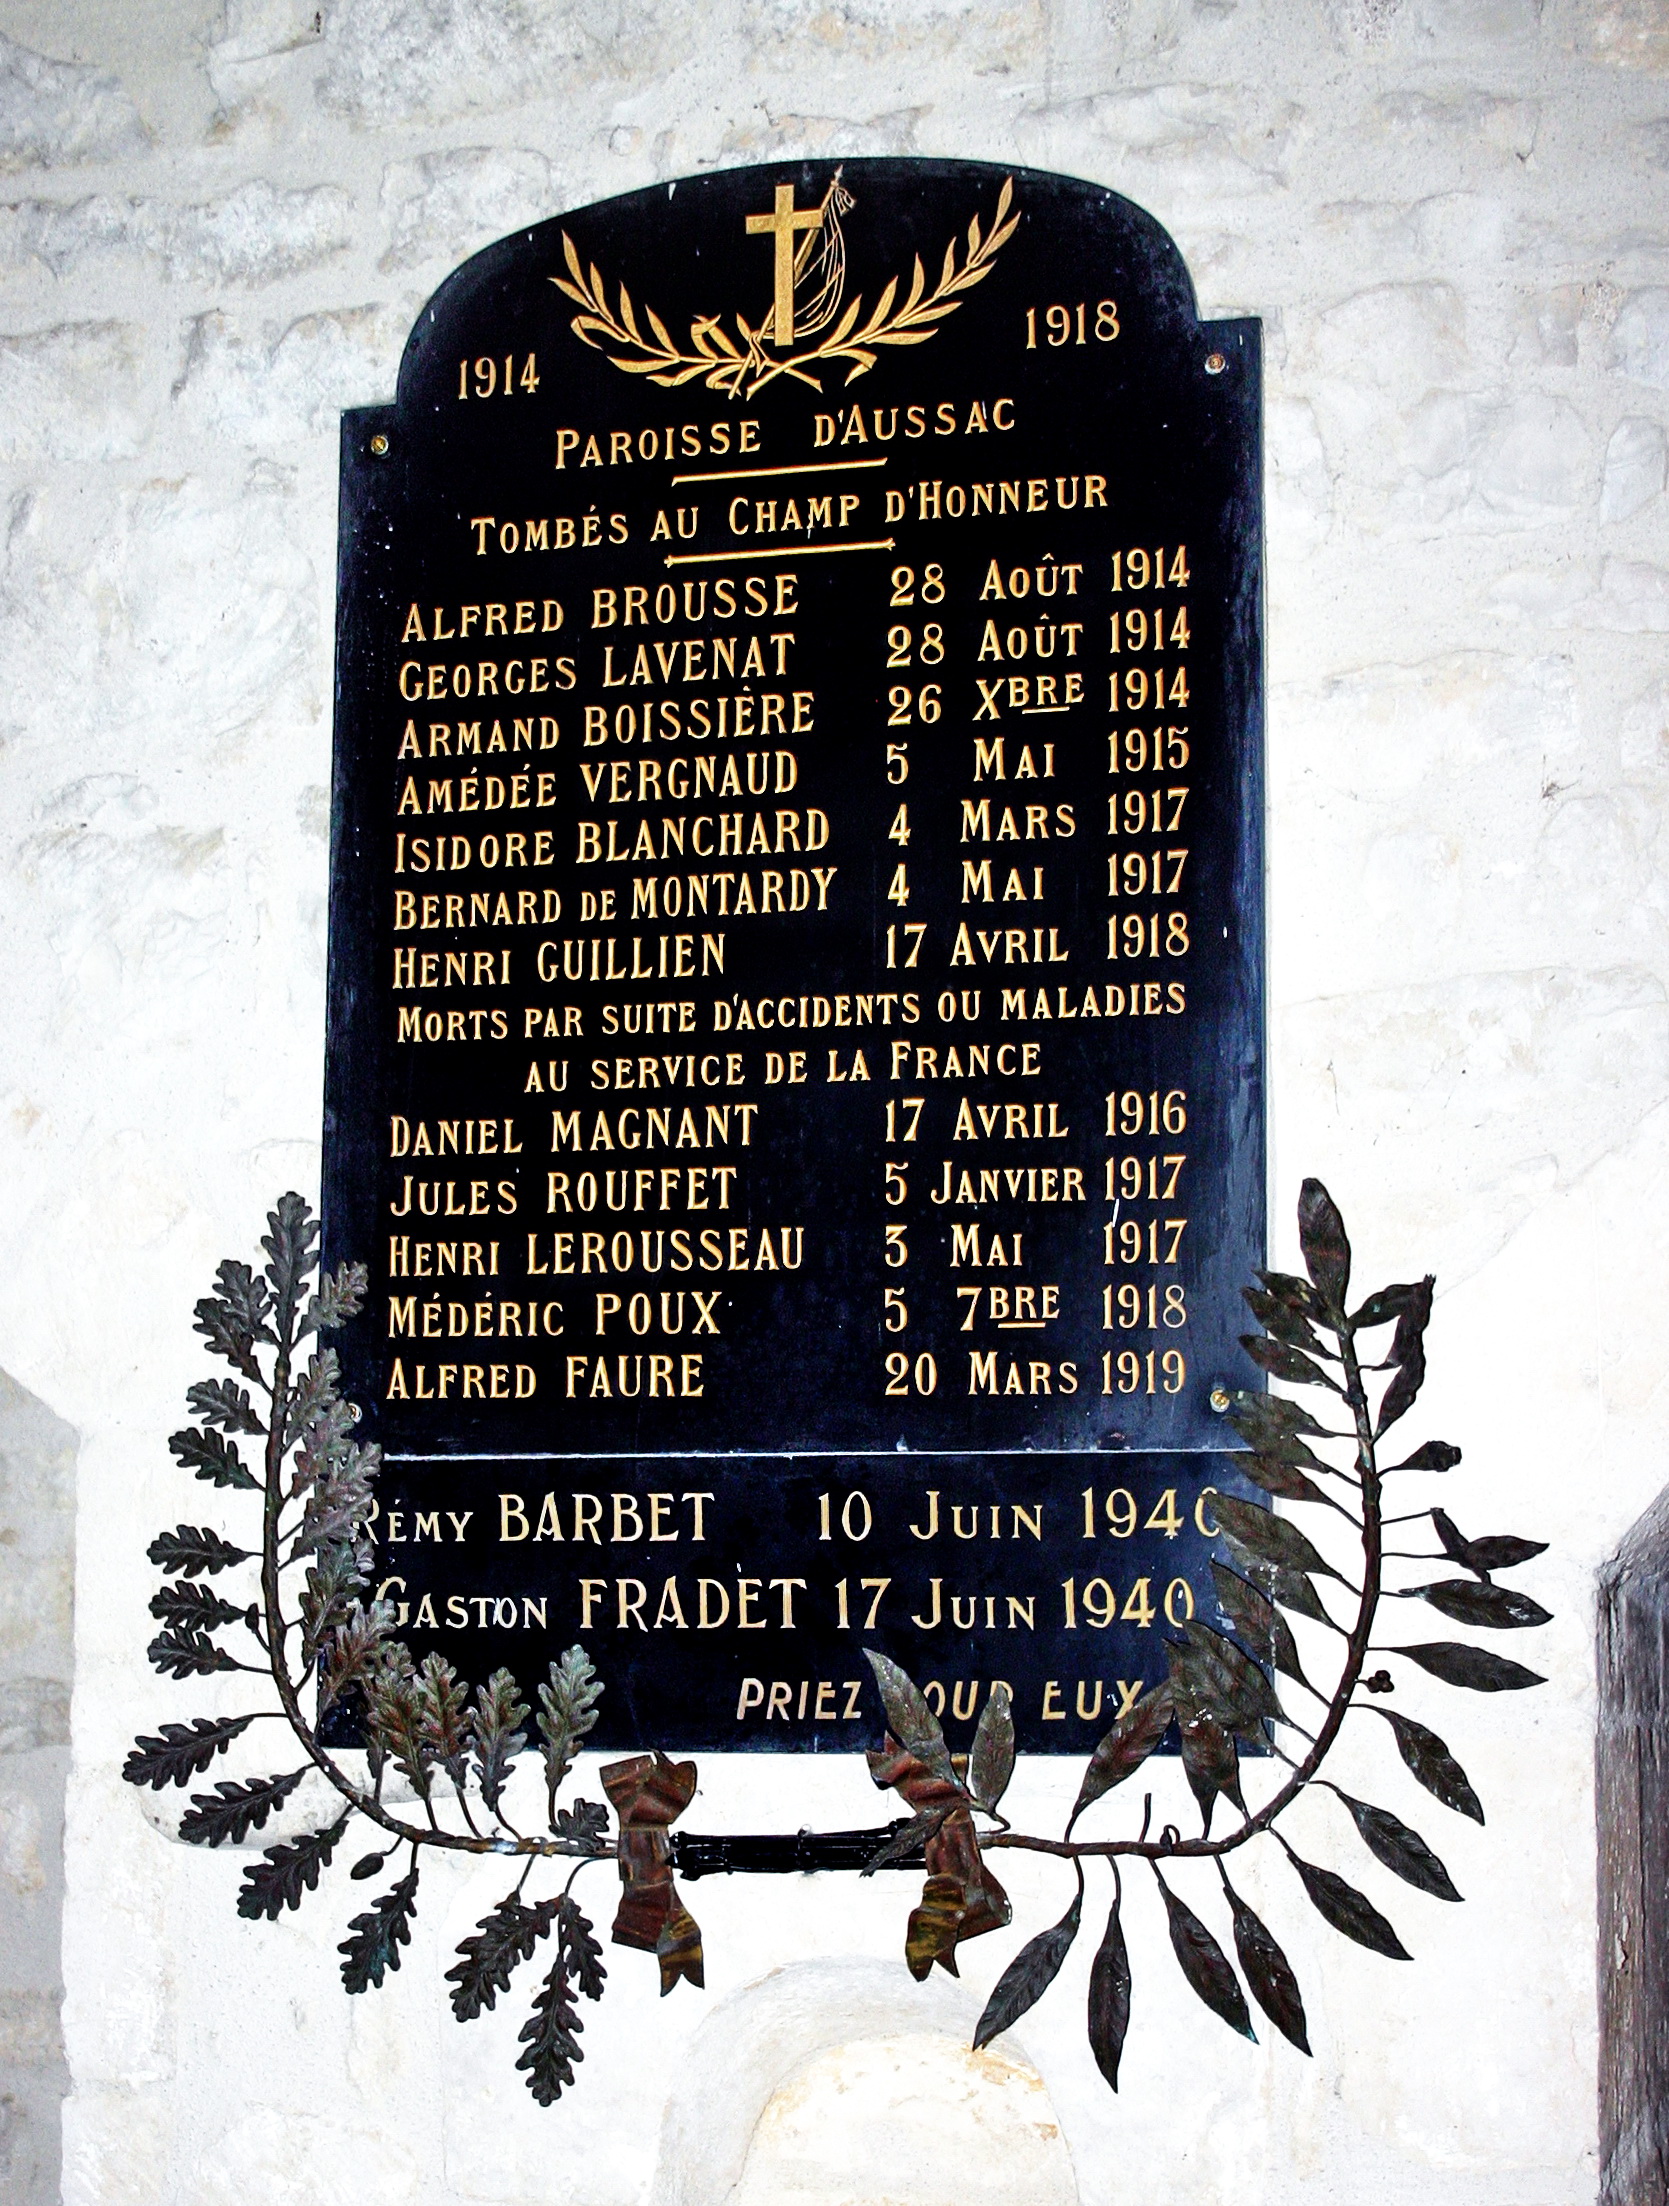 1914 1918
PAROISSE D'AUSSAC
TOMBÉS AU CHAMP D'HONNEUR
ALFRED BROUSSE 28 AOÛT 1914
GEORGES LAVENAT 28 AOÛT 1914
ARMAND BOISSIÈRE 26 XBRE 1914
AMÉDÉE VERGNAUD 5 MAI 1915
ISIDORE BLANCHARD 4 MARS 1917
BERNARD DE MONTARDY 4 MAI 1917
HENRI GUILLIEN 17 AVRIL 1918
MORTS PAR SUITE D'ACCIDENTS OU MALADIES
AU SERVICE DE LA FRANCE
DANIEL MAGNANT 17 AVRIL 1916
JULES ROUFFET 5 JANVIER 1917
HENRI LEROUSSEAU 3 MAI 1917
MÉDÉRIC POUX 5 7BRE 1918
ALFRED FAURE 20 MARS 1919
RÉMY BARBET 10 JUIN 1940
GASTON FRADET 17 JUIN 1940
PRIEZ POUR EUX